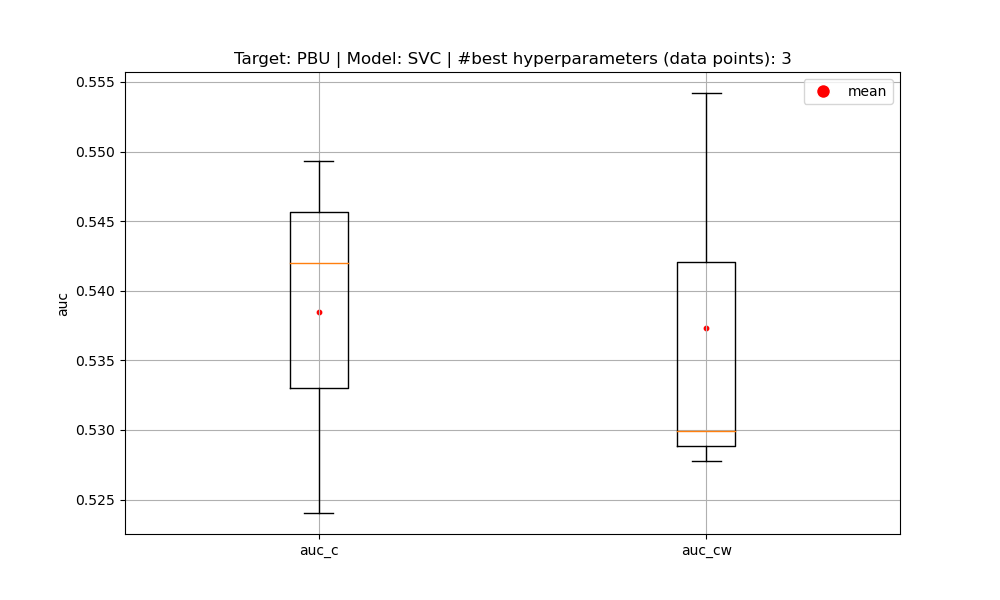 Target: PBU | Model: SVC | #best hyperparameters (data points): 3
mean
auc
0.555
0.550
0.545
0.540
0.535
0.530
0.525
auc_c
auc_cw